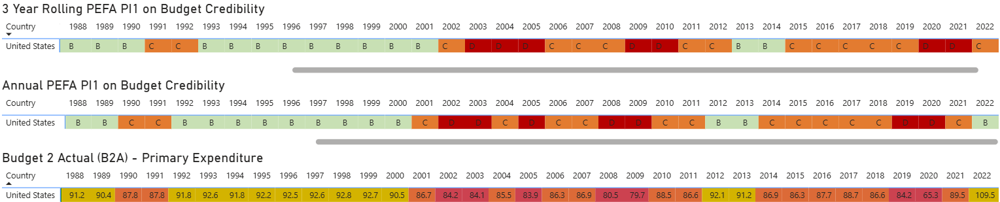 3 Year Rolling PEFA PI1 on Budget Credibility
Country 1988 1989 1990 1991 1992 1993 1994 1995 1996 1997 1998 1999 2000 2001 2002 2003 2004 2005 2006 2007 2008 2009 2010 2011 2012 2013 2014 2015 2016 2017 2018 2019 2020 2021 2022
United States B B B C C B B B B B B B B B C D D D C C C D D C C B B C C C C C D D C
Annual PEFA PI1 on Budget Credibility
Country 1988 1989 1990 1991 1992 1993 1994 1995 1996 1997 1998 1999 2000 2001 2002 2003 2004 2005 2006 2007 2008 2009 2010 2011 2012 2013 2014 2015 2016 2017 2018 2019 2020 2021 2022
United States B B C C B B B B B B B B B C D D C D C C D D C C B B C C C C C D D C B
Budget 2 Actual (B2A) - Primary Expenditure
Country 1988 1989 1990 1991 1992 1993 1994 1995 1996 1997 1998 1999 2000 2001 2002 2003 2004 2005 2006 2007 2008 2009 2010 2011 2012 2013 2014 2015 2016 2017 2018 2019 2020 2021 2022
United States 91.2 90.4 87.8 87.8 91.8 92.6 91.8 92.2 92.5 92.6 92.8 92.7 90.5 86.7 84.2 84.1 85.5 83.9 86.3 86.9 80.5 79.7 88.5 86.6 92.1 91.2 86.9 86.3 87.7 88.7 86.6 84.2 65.3 89.5 109.5